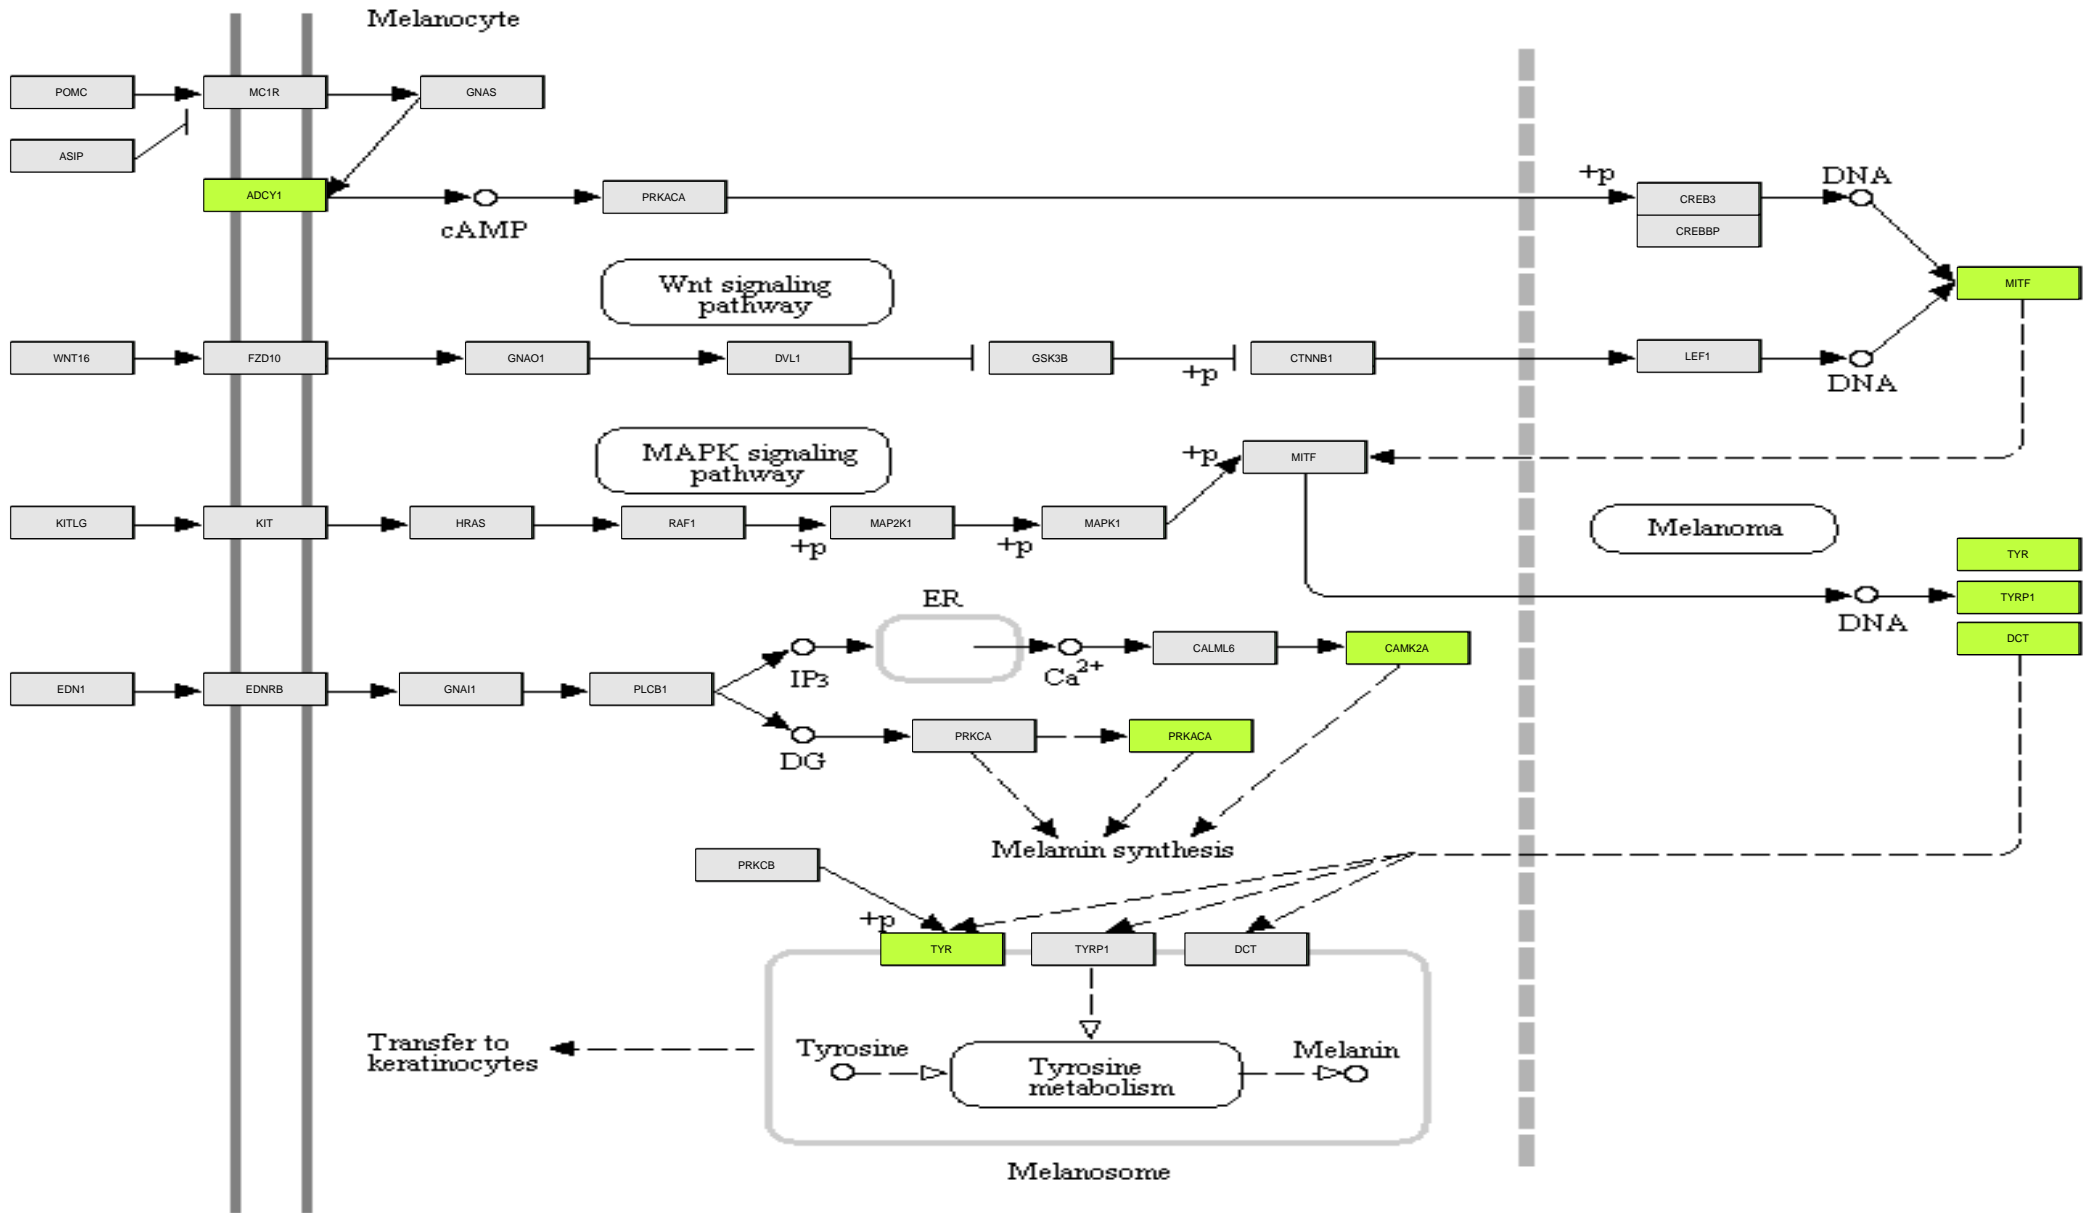 Melanocyte
POMC
MC1R
GNAS
ASIP
ADCY1
cAMP
PRKACA
+p
CREB3
CREBBP
DNA
MITF
Wnt signaling
pathway
WNT16
FZD10
GNAO1
DVL1
GSK3B
+p
CTNNB1
LEF1
DNA
MAPK signaling
pathway
+p
MITF
KITLG
KIT
HRAS
RAF1
+p
MAP2K1
+p
MAPK1
Melanoma
TYR
TYRP1
DCT
DNA
ER
IP3
Ca2+
CALML6
CAMK2A
EDN1
EDNRB
GNAI1
PLCB1
DG
PRKCA
PRKACA
Melamin synthesis
PRKCB
+p
TYR
TYRP1
DCT
Transfer to
keratinocytes
Tyrosine
Tyrosine
metabolism
Melanin
Melanosome